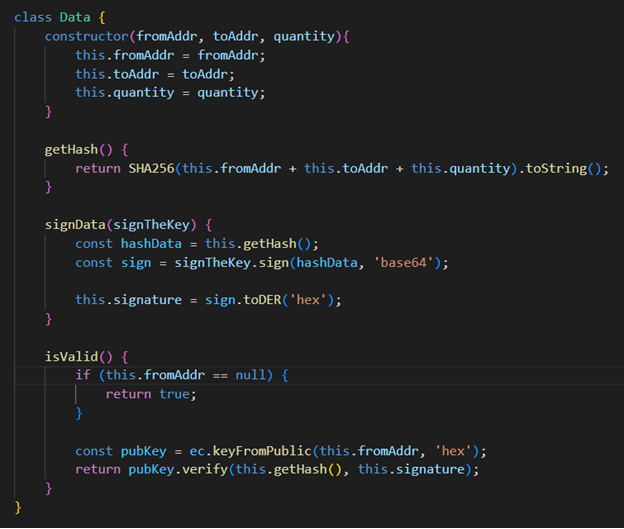 class Data {
    constructor(fromAddr, toAddr, quantity){
        this.fromAddr = fromAddr;
        this.toAddr = toAddr;
        this.quantity = quantity;
    }

    getHash() {
        return SHA256(this.fromAddr + this.toAddr + this.quantity).toString();
    }

    signData(signTheKey) {
        const hashData = this.getHash();
        const sign = signTheKey.sign(hashData, 'base64');

        this.signature = sign.toDER('hex');
    }

    isValid() {
        if (this.fromAddr == null) {
            return true;
        }

        const pubKey = ec.keyFromPublic(this.fromAddr, 'hex');
        return pubKey.verify(this.getHash(), this.signature);
    }
}